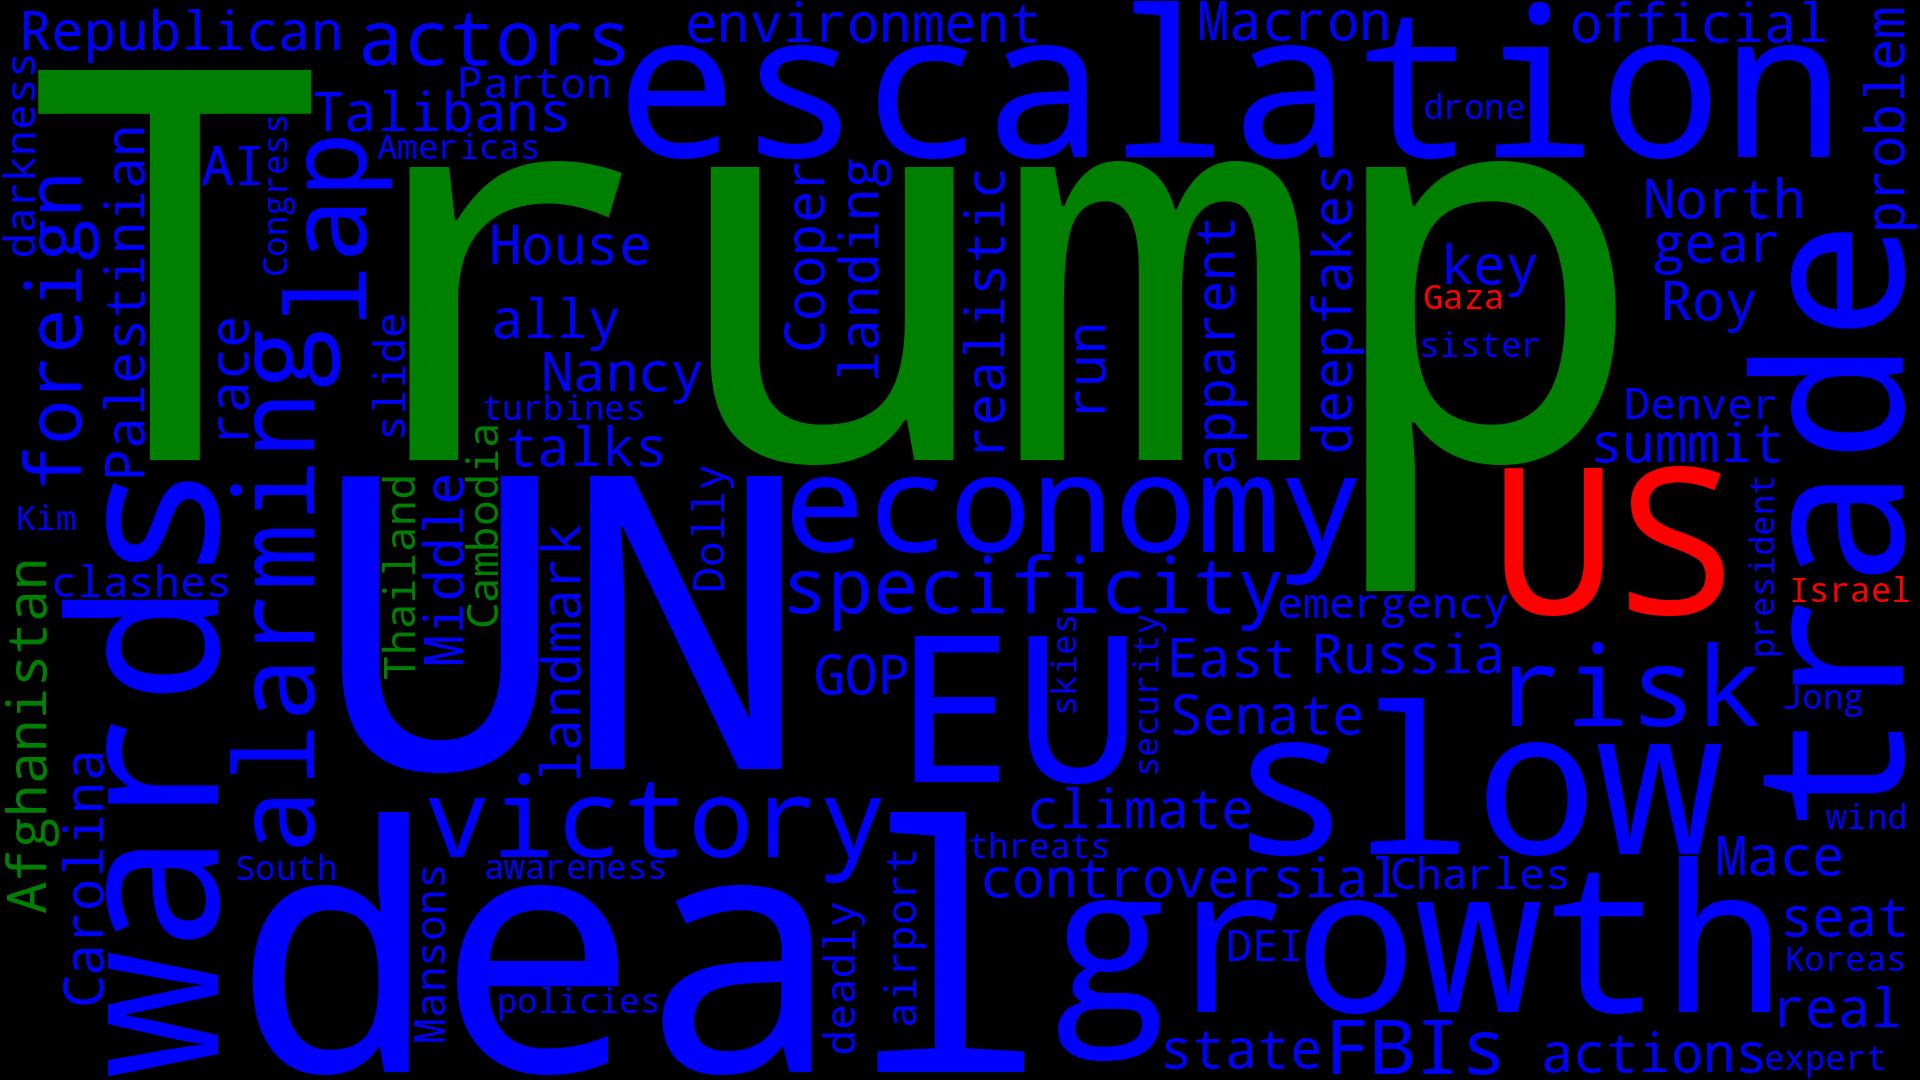 Republican
actors
environment
Macron
official
problem
darkness
Parton
escalation
Talibans
drone
Trump
AI
Congress
Americas
lap
Palestinian
foreign
Cooper
landing
realistic
deepfakes
North
House
key
gear
Gaza
Roy
ally
sister
run
apparent
race
slide
Nancy
turbines
Denver
talks
summit
trade
alarming
Cambodia
Thailand
Middle
UN
Dolly
economy
US
president
Kim
wards
clashes
landmark
specificity
emergency
Israel
Afghanistan
GOP
EU
skies
security
East
Russia
risk
Jong
Senate
slow
Carolina
victory
climate
wind
South
awareness
threats
Mace
controversial
Charles
deal
Mansons
airport
growth
seat
DEI
Koreas
policies
deadly
real
state
FBIs
actions
expert